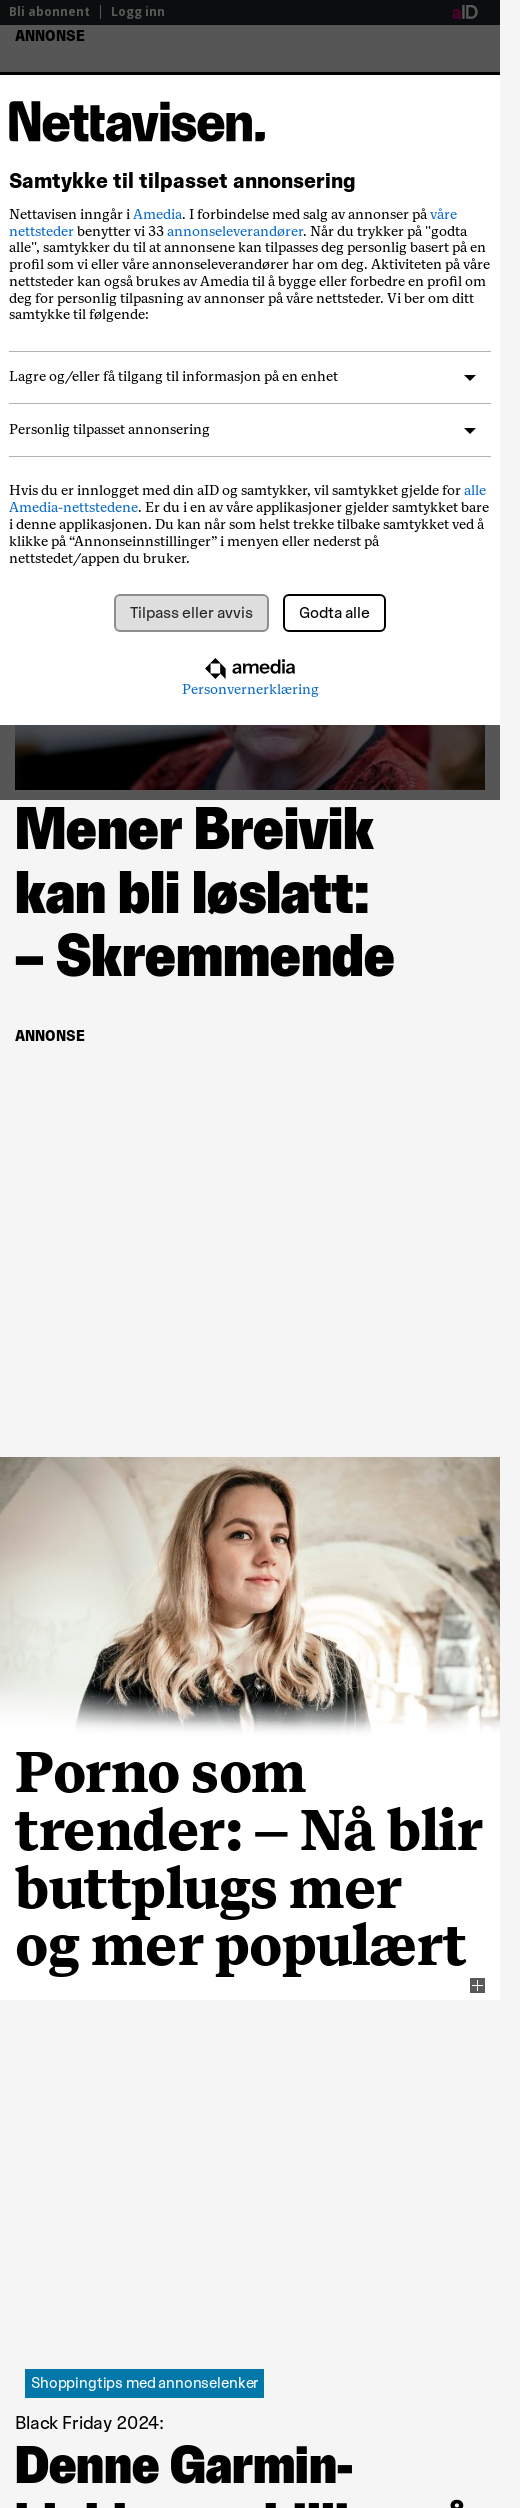 Bli abonnent | Logg inn
aID
ANNONSE
Nettavisen.
Samtykke til tilpasset annonsering
Nettavisen inngår i Amedia. I forbindelse med salg av annonser på våre
nettsteder benytter vi 33 annonseleverandører. Når du trykker på "godta
alle", samtykker du til at annonsene kan tilpasses deg personlig basert på en
profil som vi eller våre annonseleverandører har om deg. Aktiviteten på våre
nettsteder kan også brukes av Amedia til å bygge eller forbedre en profil om
deg for personlig tilpasning av annonser på våre nettsteder. Vi ber om ditt
samtykke til følgende:
Lagre og/eller få tilgang til informasjon på en enhet
Personlig tilpasset annonsering
Hvis du er innlogget med din aID og samtykker, vil samtykket gjelde for alle
Amedia-nettstedene. Er du i en av våre applikasjoner gjelder samtykket bare
i denne applikasjonen. Du kan når som helst trekke tilbake samtykket ved å
klikke på “Annonseinnstillinger” i menyen eller nederst på
nettstedet/appen du bruker.
Tilpass eller avvis
Godta alle
amedia
Personvernerklæring
Mener Breivik
kan bli løslatt:
– Skremmende
ANNONSE
Porno som
trender: – Nå blir
buttplugs mer
og mer populært
Shoppingtips med annonselenker
Black Friday 2024:
Denne Garmin-